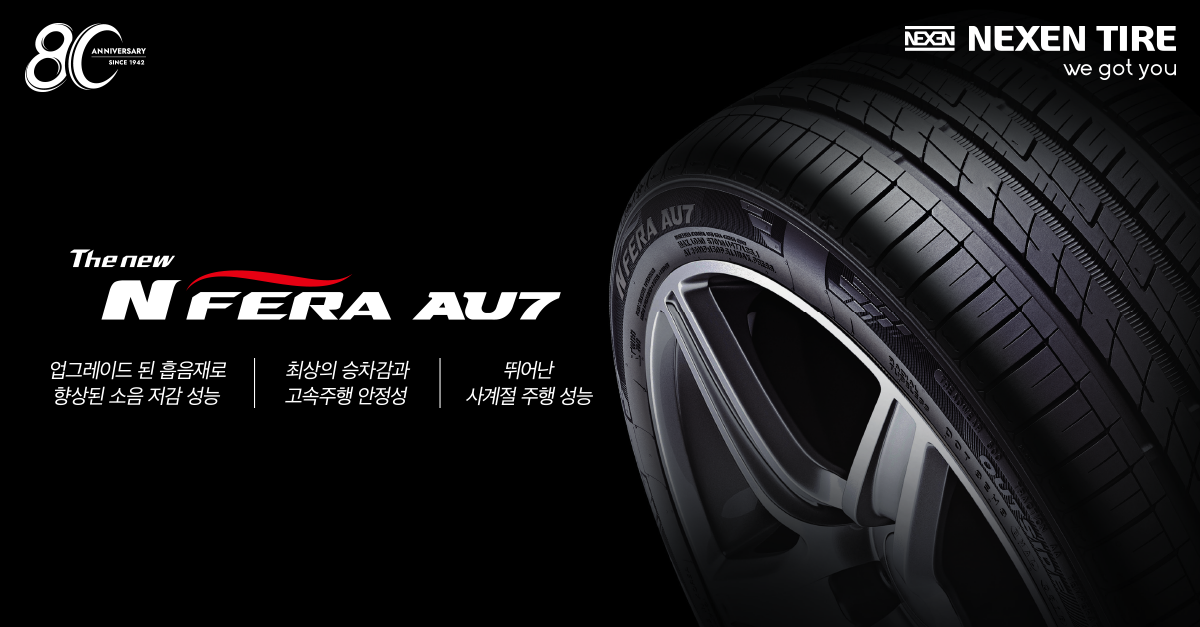 80
ANNIVERSARY
SINCE 1942
NEXEN NEXEN TIRE
we got you
The new
N FERA AU7
업그레이드 된 흡음재로
향상된 소음 저감 성능
최상의 승차감과
고속주행 안정성
뛰어난
사계절 주행 성능
N FERA AU7